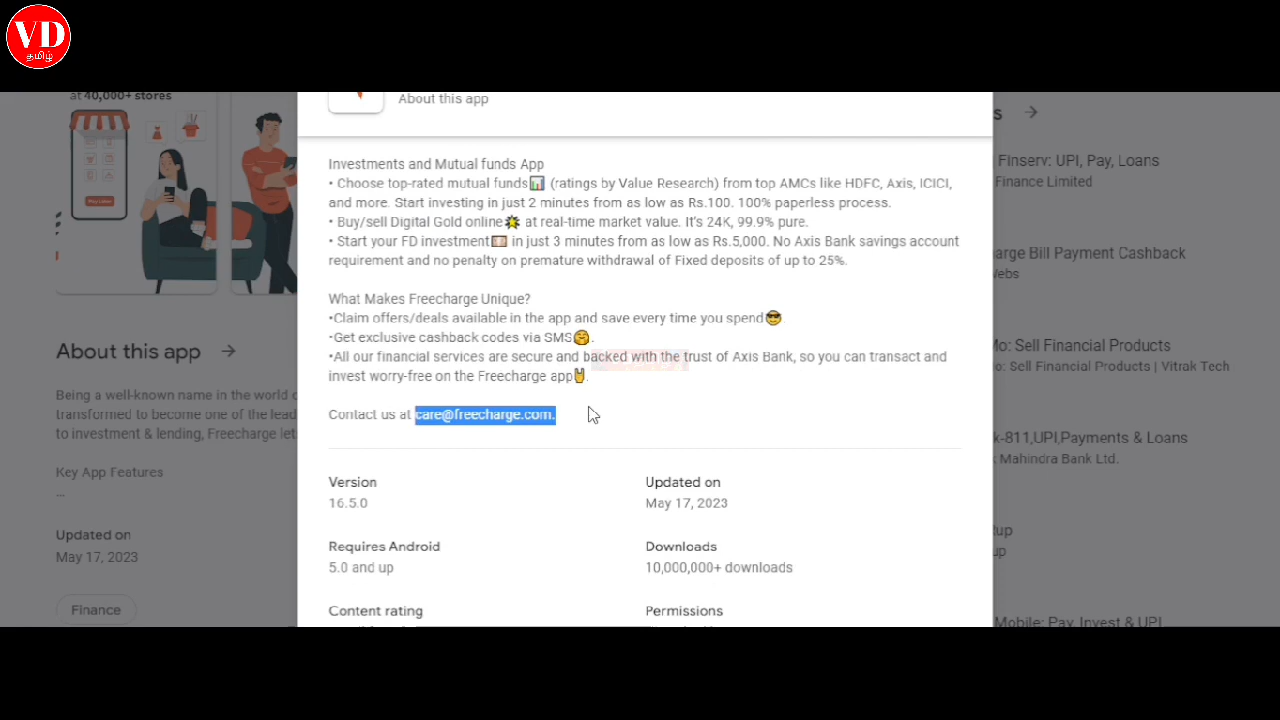 VD
தமிழ்
at 40,000+ stores
About this app
Investments and Mutual funds App
• Choose top-rated mutual funds📊 (ratings by Value Research) from top AMCs like HDFC, Axis, ICICI,
and more. Start investing in just 2 minutes from as low as Rs.100. 100% paperless process.
• Buy/sell Digital Gold online💥 at real-time market value. It's 24K, 99.9% pure.
• Start your FD investment💴 in just 3 minutes from as low as Rs.5,000. No Axis Bank savings account
requirement and no penalty on premature withdrawal of Fixed deposits of up to 25%.
What Makes Freecharge Unique?
•Claim offers/deals available in the app and save every time you spend😎.
•Get exclusive cashback codes via SMS🤗.
•All our financial services are secure and backed with the trust of Axis Bank, so you can transact and
invest worry-free on the Freecharge app🤘.
Contact us at care@freecharge.com.
Version
16.5.0
Updated on
May 17, 2023
Requires Android
5.0 and up
Downloads
10,000,000+ downloads
Content rating
Permissions
About this app
Being a well-known name in the world o
transformed to become one of the lead
to investment & lending, Freecharge let
Key App Features
...
Updated on
May 17, 2023
Finance
s
Finserv: UPI, Pay, Loans
Finance Limited
rge Bill Payment Cashback
Webs
Mo: Sell Financial Products
o: Sell Financial Products | Vitrak Tech
k-811,UPI,Payments & Loans
Mahindra Bank Ltd.
up
up
Mobile: Pay, Invest & UPI